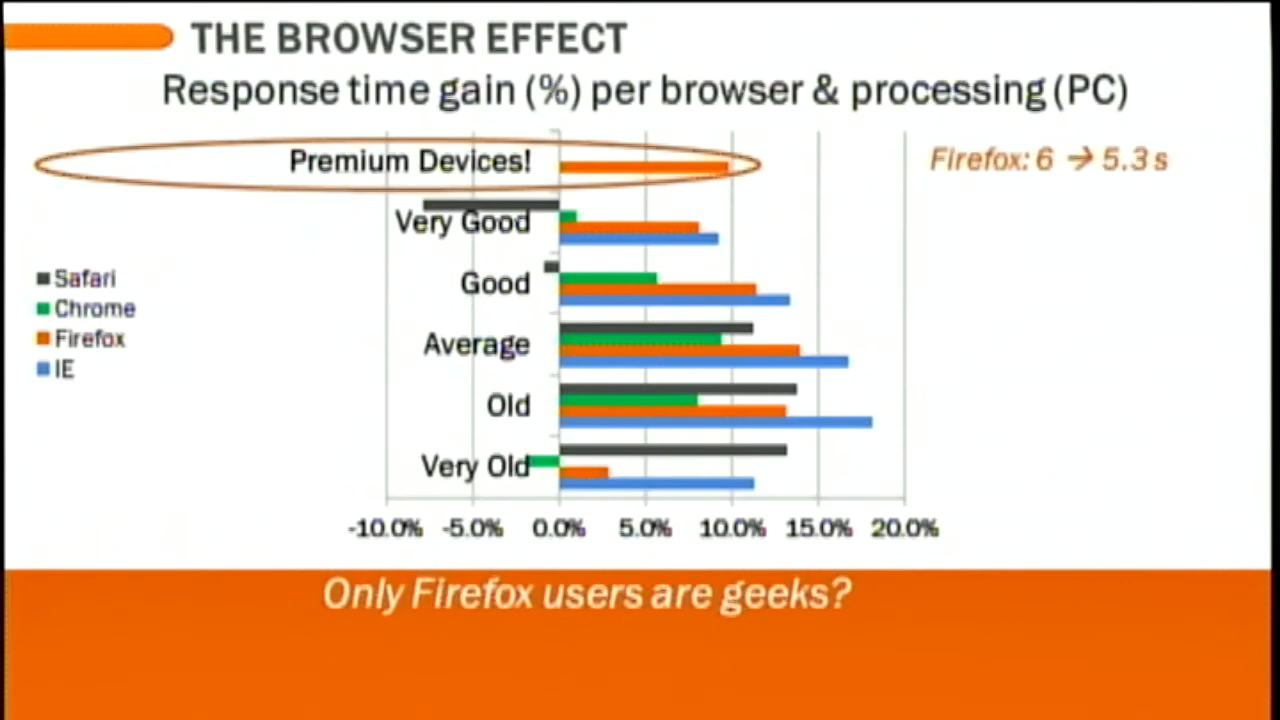 THE BROWSER EFFECT
Response time gain (%) per browser & processing (PC)
Premium Devices!
Firefox: 6 → 5.3 s
Very Good
Good
Average
Old
Very Old
Safari
Chrome
Firefox
IE
-10.0% -5.0% 0.0% 5.0% 10.0% 15.0% 20.0%
Only Firefox users are geeks?